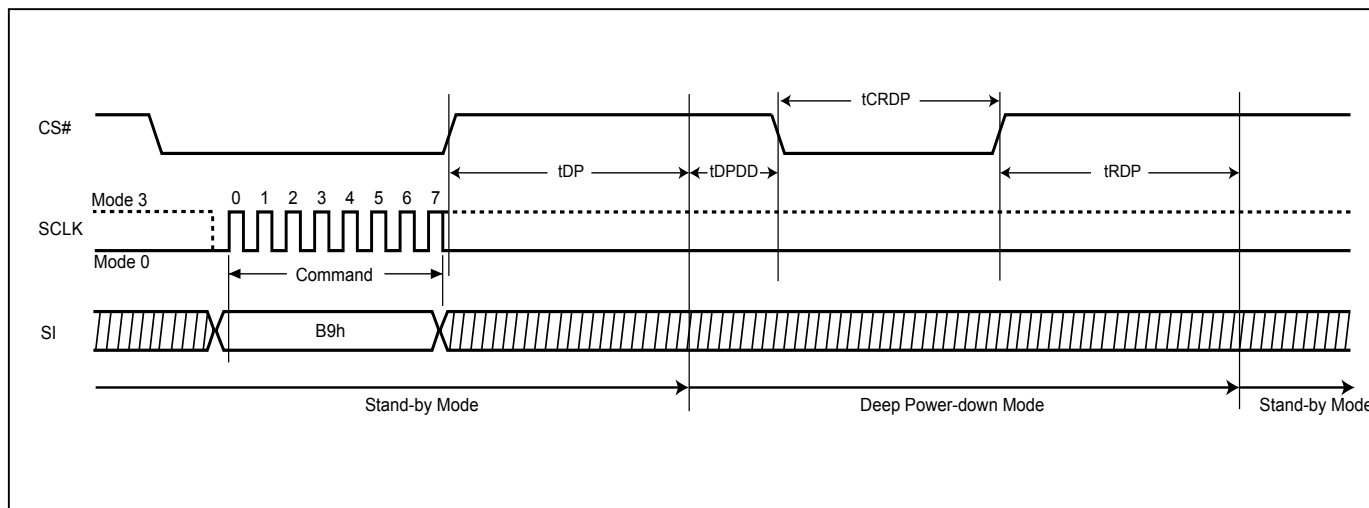 tCRDP
CS#
tDP
tDPDD
tRDP
Mode 3
0 1 2 3 4 5 6 7
SCLK
Mode 0
Command
SI
B9h
Stand-by Mode
Deep Power-down Mode
Stand-by Mode